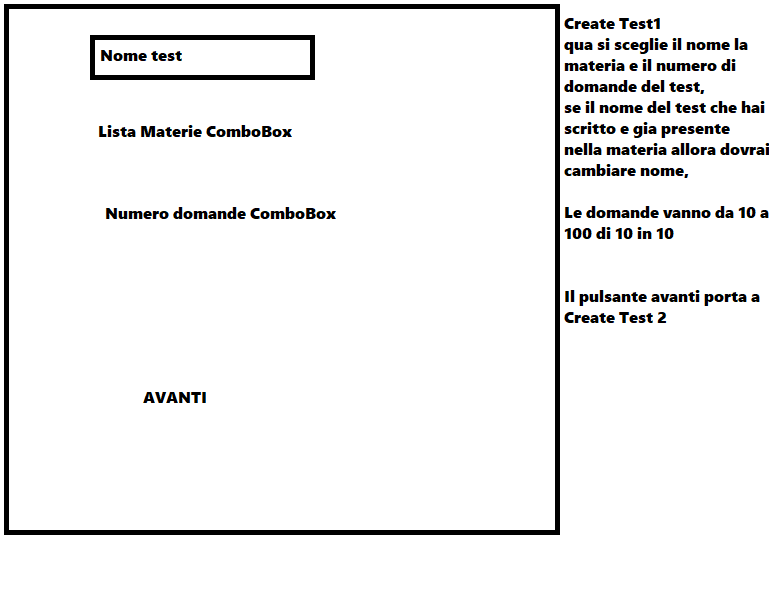 Nome test
Lista Materie ComboBox
Numero domande ComboBox
AVANTI
Create Test1
qua si sceglie il nome la
materia e il numero di
domande del test,
se il nome del test che hai
scritto e gia presente
nella materia allora dovrai
cambiare nome,
Le domande vanno da 10 a
100 di 10 in 10
Il pulsante avanti porta a
Create Test 2